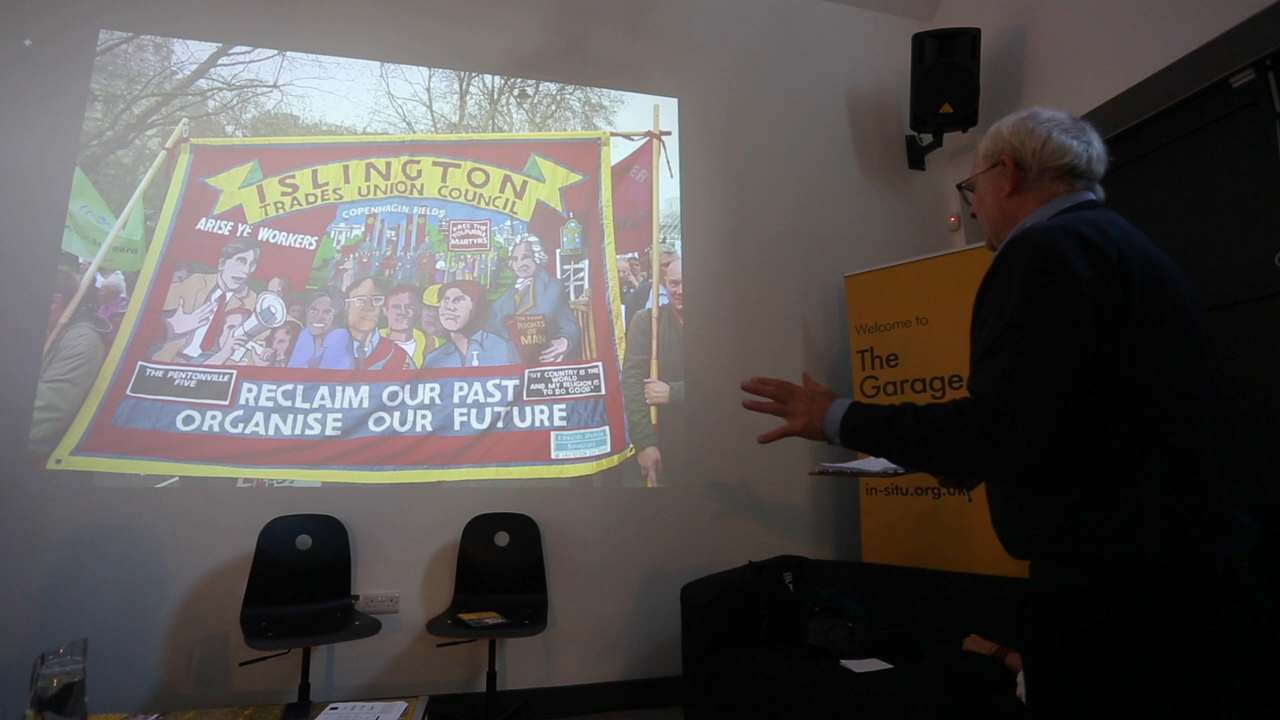 ISLINGTON
TRADES UNION COUNCIL
COPENHAGEN FIELDS
ARISE YE WORKERS
FREE THE
TOLPUDDLE
MARTYRS
RIGHTS
OF
MAN
THE PENTONVILLE
FIVE
"MY COUNTRY IS THE
WORLD
AND MY RELIGION IS
TO DO GOOD"
RECLAIM OUR PAST
ORGANISE OUR FUTURE
ER
Welcome to
The
Garage
in-situ.org.uk